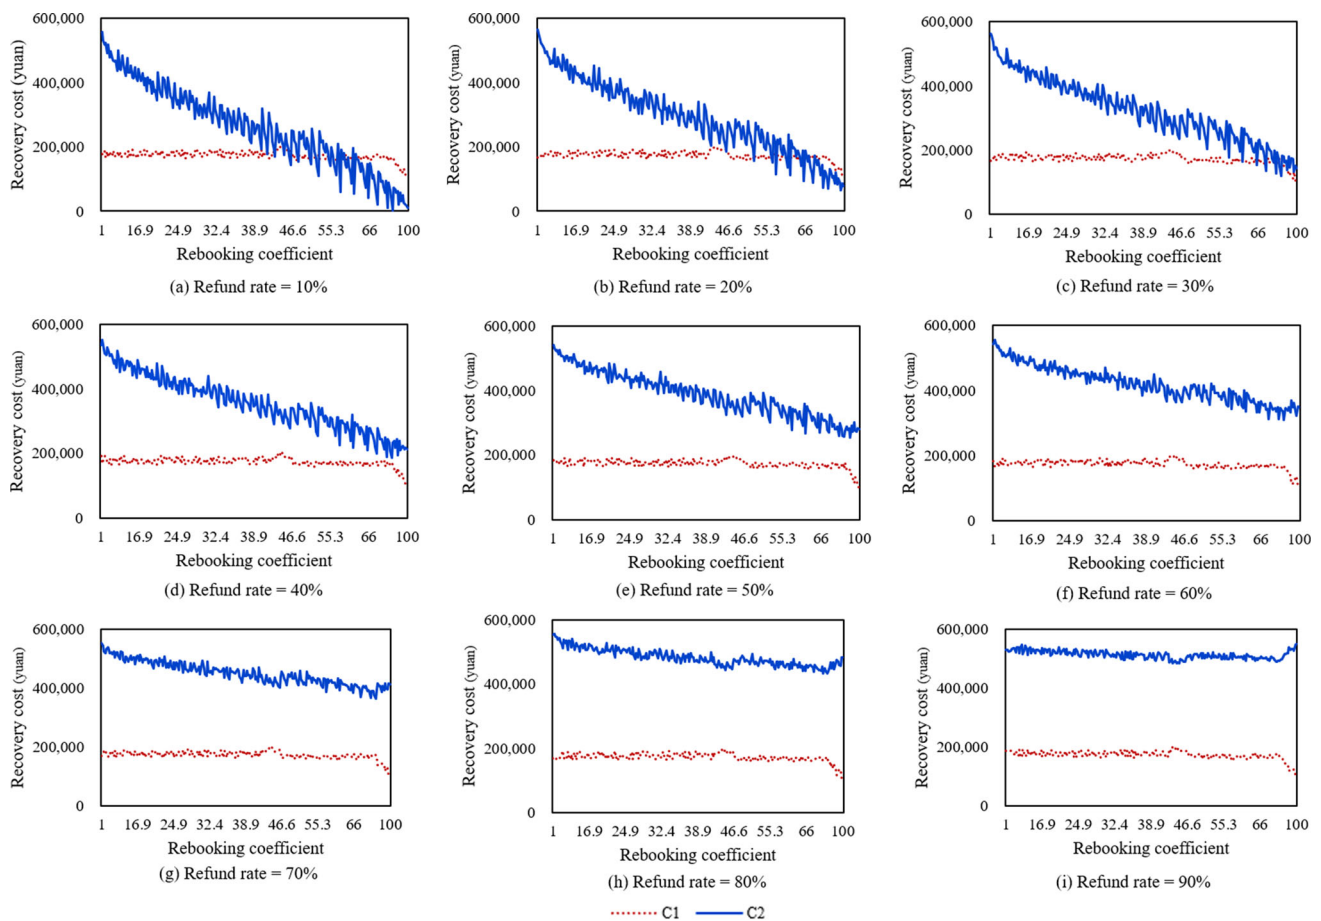 600,000
400,000
200,000
0
Recovery cost (yuan)
1 16.9 24.9 32.4 38.9 46.6 55.3 66 100
Rebooking coefficient
(a) Refund rate = 10%
600,000
400,000
200,000
0
Recovery cost (yuan)
1 16.9 24.9 32.4 38.9 46.6 55.3 66 100
Rebooking coefficient
(b) Refund rate = 20%
600,000
400,000
200,000
0
Recovery cost (yuan)
1 16.9 24.9 32.4 38.9 46.6 55.3 66 100
Rebooking coefficient
(c) Refund rate = 30%
600,000
400,000
200,000
0
Recovery cost (yuan)
1 16.9 24.9 32.4 38.9 46.6 55.3 66 100
Rebooking coefficient
(d) Refund rate = 40%
600,000
400,000
200,000
0
Recovery cost (yuan)
1 16.9 24.9 32.4 38.9 46.6 55.3 66 100
Rebooking coefficient
(e) Refund rate = 50%
600,000
400,000
200,000
0
Recovery cost (yuan)
1 16.9 24.9 32.4 38.9 46.6 55.3 66 100
Rebooking coefficient
(f) Refund rate = 60%
600,000
400,000
200,000
0
Recovery cost (yuan)
1 16.9 24.9 32.4 38.9 46.6 55.3 66 100
Rebooking coefficient
(g) Refund rate = 70%
600,000
400,000
200,000
0
Recovery cost (yuan)
1 16.9 24.9 32.4 38.9 46.6 55.3 66 100
Rebooking coefficient
(h) Refund rate = 80%
600,000
400,000
200,000
0
Recovery cost (yuan)
1 16.9 24.9 32.4 38.9 46.6 55.3 66 100
Rebooking coefficient
(i) Refund rate = 90%
C1 C2